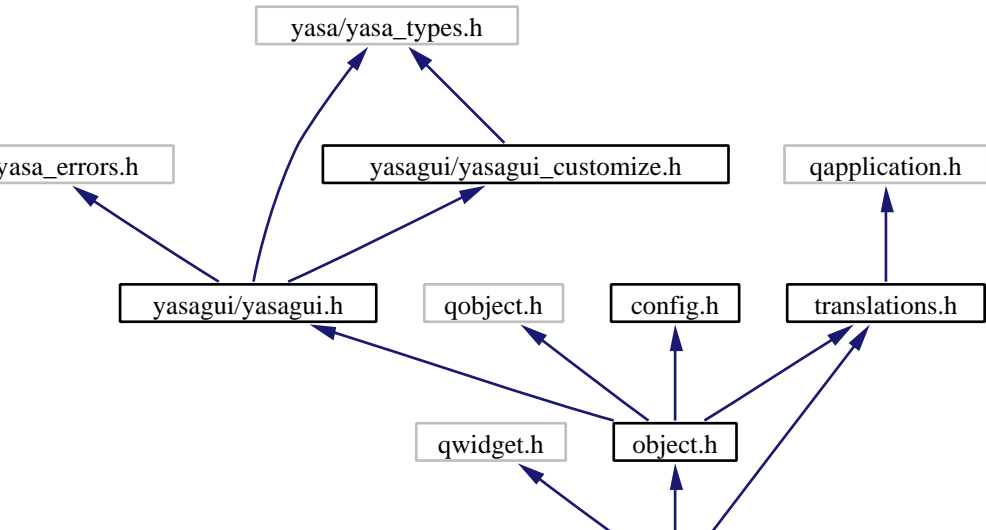 yasa/yasa_types.h
yasa_errors.h
yasagui/yasagui_customize.h
qapplication.h
yasagui/yasagui.h
qobject.h
config.h
translations.h
qwidget.h
object.h